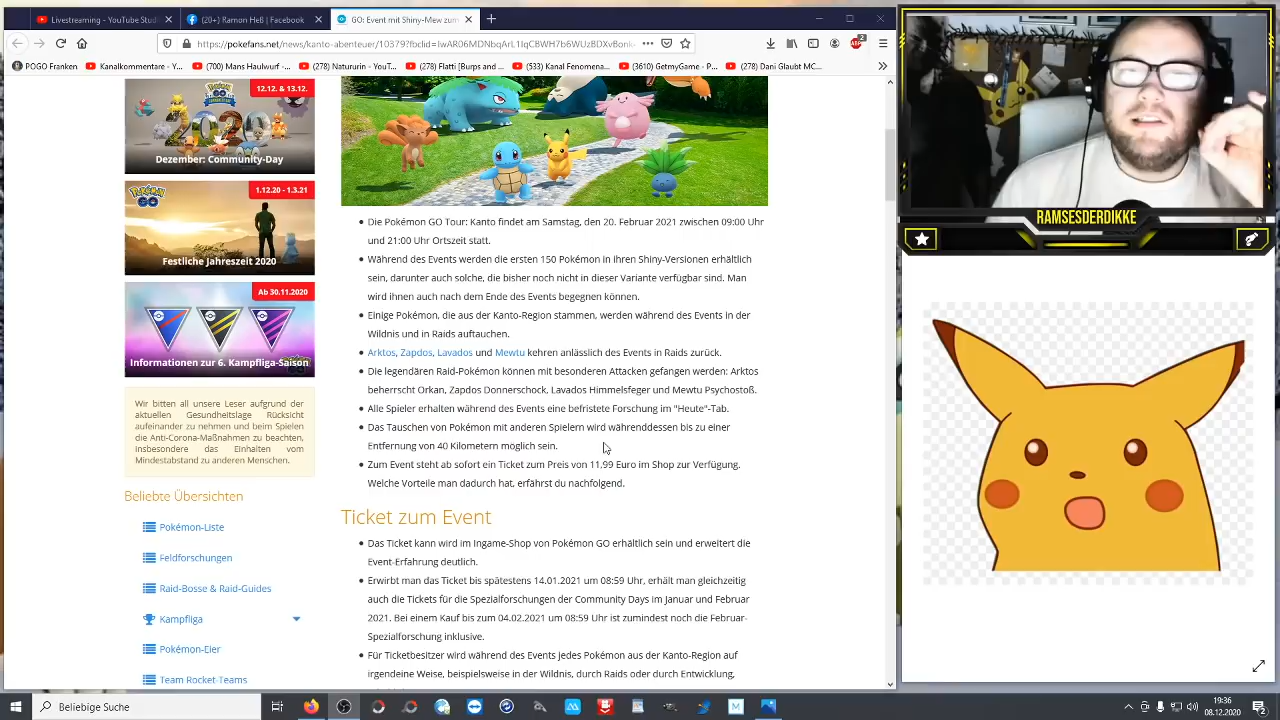 Livestreaming - YouTube Stud
(20+) Ramon Heß | Facebook
GO: Event mit Shiny-Mew zum
https://pokefans.net/news/kanto-abenteuer/10379?fbclid=
POGO Franken
Kanalkommentare - Y...
(700) Mans Haulwurf - ...
(278) Natururin - YouT...
(278) Flatti [Burps and ...
(533) Kanal Fenomena...
(3610) GetmyGame - P...
(278) Dani Glaubt MC...
12.12. & 13.12.
2020
Dezember: Community-Day
1.12.20 - 1.3.21
Pokémon GO
Festliche Jahreszeit 2020
Ab 30.11.2020
Informationen zur 6. Kampfliga-Saison
Wir bitten all unsere Leser aufgrund der
aktuellen Gesundheitslage Rücksicht
aufeinander zu nehmen und beim Spielen
die Anti-Corona-Maßnahmen zu beachten,
insbesondere das Einhalten vom
Mindestabstand zu anderen Menschen.
Beliebte Übersichten
Pokémon-Liste
Feldforschungen
Raid-Bosse & Raid-Guides
Kampfliga
Pokémon-Eier
Team Rocket-Teams
Die Pokémon GO Tour: Kanto findet am Samstag, den 20. Februar 2021 zwischen 09:00 Uhr
und 21:00 Uhr Ortszeit statt.
Während des Events werden die ersten 150 Pokémon in ihren Shiny-Versionen erhältlich
sein, darunter auch solche, die bisher noch nicht in dieser Variante verfügbar sind. Man
wird ihnen auch nach dem Ende des Events begegnen können.
Einige Pokémon, die aus der Kanto-Region stammen, werden während des Events in der
Wildnis und in Raids auftauchen.
Arktos, Zapdos, Lavados und Mewtu kehren anlässlich des Events in Raids zurück.
Die legendären Raid-Pokémon können mit besonderen Attacken gefangen werden: Arktos
beherrscht Orkan, Zapdos Donnerschock, Lavados Himmelsfeger und Mewtu Psychostoß.
Alle Spieler erhalten während des Events eine befristete Forschung im "Heute"-Tab.
Das Tauschen von Pokémon mit anderen Spielern wird währenddessen bis zu einer
Entfernung von 40 Kilometern möglich sein.
Zum Event steht ab sofort ein Ticket zum Preis von 11,99 Euro im Shop zur Verfügung.
Welche Vorteile man dadurch hat, erfährst du nachfolgend.
Ticket zum Event
Das Ticket kann wird im Ingame-Shop von Pokémon GO erhältlich sein und erweitert die
Event-Erfahrung deutlich.
Erwirbt man das Ticket bis spätestens 14.01.2021 um 08:59 Uhr, erhält man gleichzeitig
auch die Tickets für die Spezialforschungen der Community Days im Januar und Februar
2021. Bei einem Kauf bis zum 04.02.2021 um 08:59 Uhr ist zumindest noch die Februar-
Spezialforschung inklusive.
Für Ticketbesitzer wird während des Events jedes Pokémon aus der Kanto-Region auf
irgendeine Weise, beispielsweise in der Wildnis, durch Raids oder durch Entwicklung,
RAMSESDERDIKKE
Beliebige Suche
19:36
08.12.2020